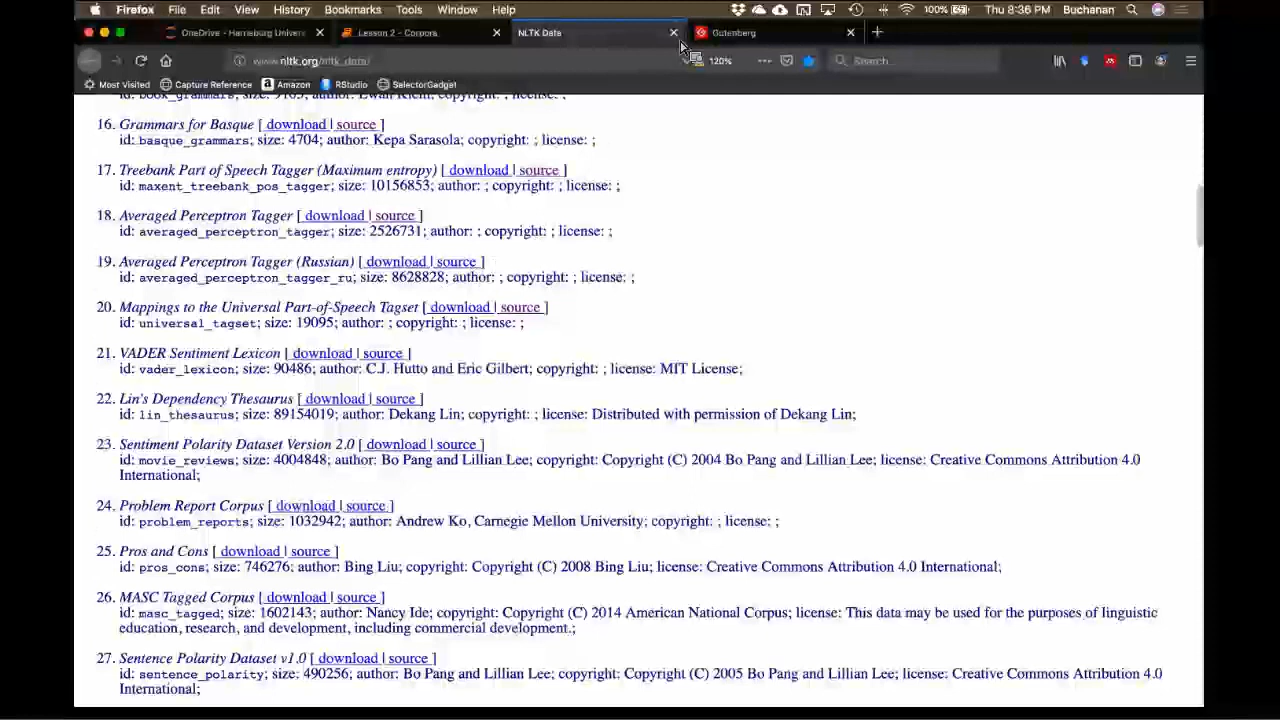 Firefox File Edit View History Bookmarks Tools Window Help 100% Thu 8:36 PM Buchanan
OneDrive - Harrisburg Univers Lesson 2 - Corpora NLTK Data Gutenberg
www.nltk.org/nltk_data/ 120% Search
Most Visited Capture Reference Amazon RStudio SelectorGadget
16. Grammars for Basque [ download | source ]
id: basque_grammars; size: 4704; author: Kepa Sarasola; copyright: ; license: ;
17. Treebank Part of Speech Tagger (Maximum entropy) [ download | source ]
id: maxent_treebank_pos_tagger; size: 10156853; author: ; copyright: ; license: ;
18. Averaged Perceptron Tagger [ download | source ]
id: averaged_perceptron_tagger; size: 2526731; author: ; copyright: ; license: ;
19. Averaged Perceptron Tagger (Russian) [ download | source ]
id: averaged_perceptron_tagger_ru; size: 8628828; author: ; copyright: ; license: ;
20. Mappings to the Universal Part-of-Speech Tagset [ download | source ]
id: universal_tagset; size: 19095; author: ; copyright: ; license: ;
21. VADER Sentiment Lexicon [ download | source ]
id: vader_lexicon; size: 90486; author: C.J. Hutto and Eric Gilbert; copyright: ; license: MIT License;
22. Lin's Dependency Thesaurus [ download | source ]
id: lin_thesaurus; size: 89154019; author: Dekang Lin; copyright: ; license: Distributed with permission of Dekang Lin;
23. Sentiment Polarity Dataset Version 2.0 [ download | source ]
id: movie_reviews; size: 4004848; author: Bo Pang and Lillian Lee; copyright: Copyright (C) 2004 Bo Pang and Lillian Lee; license: Creative Commons Attribution 4.0
International;
24. Problem Report Corpus [ download | source ]
id: problem_reports; size: 1032942; author: Andrew Ko, Carnegie Mellon University; copyright: ; license: ;
25. Pros and Cons [ download | source ]
id: pros_cons; size: 746276; author: Bing Liu; copyright: Copyright (C) 2008 Bing Liu; license: Creative Commons Attribution 4.0 International;
26. MASC Tagged Corpus [ download | source ]
id: masc_tagged; size: 1602143; author: Nancy Ide; copyright: Copyright (C) 2014 American National Corpus; license: This data may be used for the purposes of linguistic
education, research, and development, including commercial development.;
27. Sentence Polarity Dataset v1.0 [ download | source ]
id: sentence_polarity; size: 490256; author: Bo Pang and Lillian Lee; copyright: Copyright (C) 2005 Bo Pang and Lillian Lee; license: Creative Commons Attribution 4.0
International;